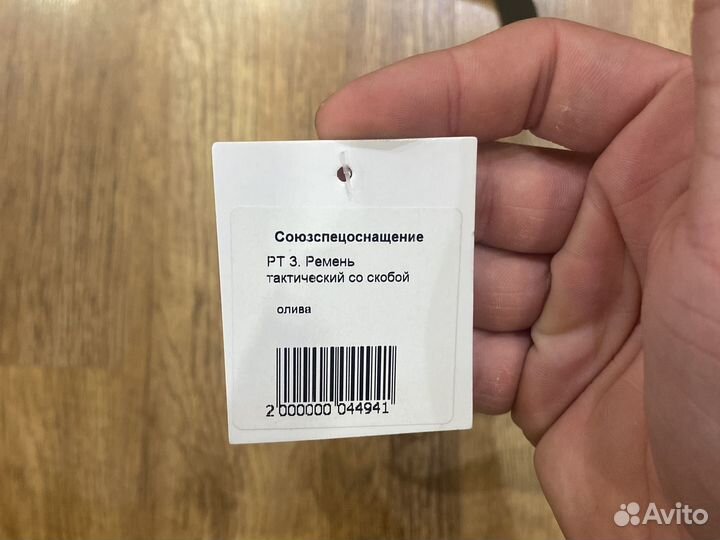 Союзспецоснащение
РТ 3. Ремень
тактический со скобой
олива
2 000000 044941
Avito